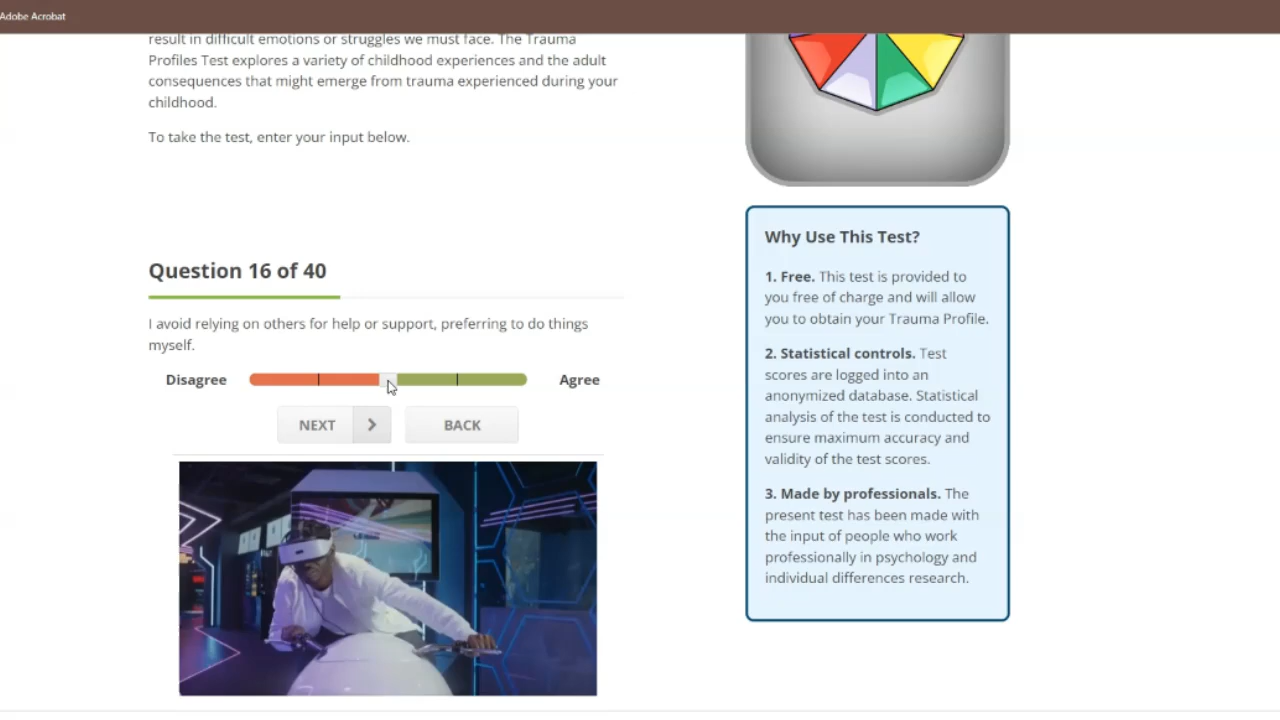 Adobe Acrobat
result in difficult emotions or struggles we must face. The Trauma
Profiles Test explores a variety of childhood experiences and the adult
consequences that might emerge from trauma experienced during your
childhood.
To take the test, enter your input below.
Question 16 of 40
I avoid relying on others for help or support, preferring to do things
myself.
Disagree
Agree
NEXT
BACK
Why Use This Test?
1. Free. This test is provided to
you free of charge and will allow
you to obtain your Trauma Profile.
2. Statistical controls. Test
scores are logged into an
anonymized database. Statistical
analysis of the test is conducted to
ensure maximum accuracy and
validity of the test scores.
3. Made by professionals. The
present test has been made with
the input of people who work
professionally in psychology and
individual differences research.